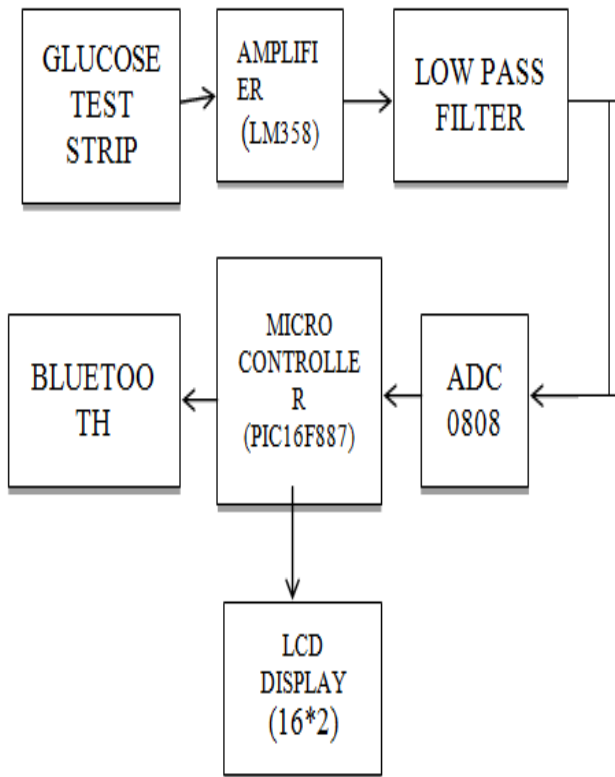 GLUCOSE
TEST
STRIP
AMPLIFI
ER
(LM358)
LOW PASS
FILTER
BLUETOO
TH
MICRO
CONTROLLE
R
(PIC16F887)
ADC
0808
LCD
DISPLAY
(16*2)